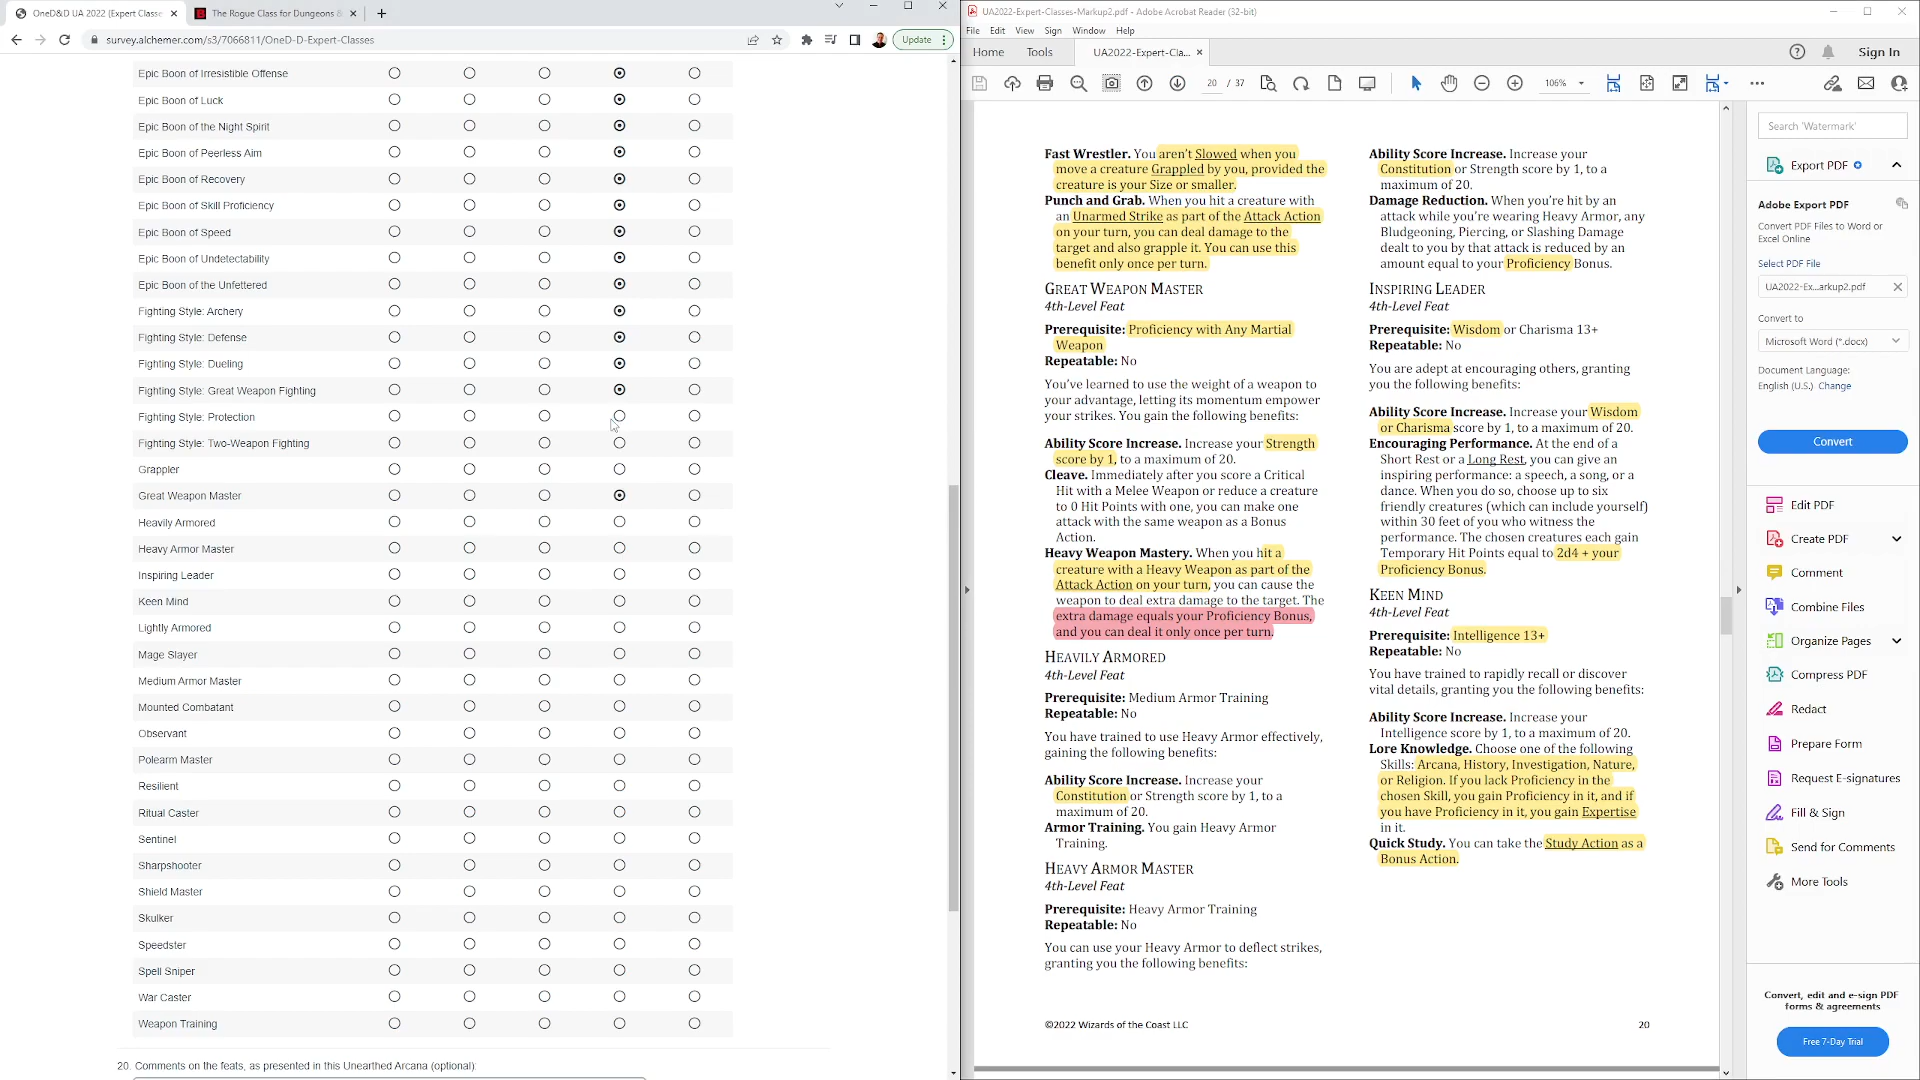 OneD&D UA 2022 (Expert Classe
The Rogue Class for Dungeons &
survey.alchemer.com/s3/7066811/OneD-D-Expert-Classes
Update
Epic Boon of Irresistible Offense
Epic Boon of Luck
Epic Boon of the Night Spirit
Epic Boon of Peerless Aim
Epic Boon of Recovery
Epic Boon of Skill Proficiency
Epic Boon of Speed
Epic Boon of Undetectability
Epic Boon of the Unfettered
Fighting Style: Archery
Fighting Style: Defense
Fighting Style: Dueling
Fighting Style: Great Weapon Fighting
Fighting Style: Protection
Fighting Style: Two-Weapon Fighting
Grappler
Great Weapon Master
Heavily Armored
Heavy Armor Master
Inspiring Leader
Keen Mind
Lightly Armored
Mage Slayer
Medium Armor Master
Mounted Combatant
Observant
Polearm Master
Resilient
Ritual Caster
Sentinel
Sharpshooter
Shield Master
Skulker
Speedster
Spell Sniper
War Caster
Weapon Training
20. Comments on the feats, as presented in this Unearthed Arcana (optional):
UA2022-Expert-Classes-Markup2.pdf - Adobe Acrobat Reader (32-bit)
File Edit View Sign Window Help
Home Tools UA2022-Expert-Cla... Sign In
20 / 37 106%
Fast Wrestler. You aren't Slowed when you
move a creature Grappled by you, provided the
creature is your Size or smaller.
Punch and Grab. When you hit a creature with
an Unarmed Strike as part of the Attack Action
on your turn, you can deal damage to the
target and also grapple it. You can use this
benefit only once per turn.
GREAT WEAPON MASTER
4th-Level Feat
Prerequisite: Proficiency with Any Martial
Weapon
Repeatable: No
You've learned to use the weight of a weapon to
your advantage, letting its momentum empower
your strikes. You gain the following benefits:
Ability Score Increase. Increase your Strength
score by 1, to a maximum of 20.
Cleave. Immediately after you score a Critical
Hit with a Melee Weapon or reduce a creature
to 0 Hit Points with one, you can make one
attack with the same weapon as a Bonus
Action.
Heavy Weapon Mastery. When you hit a
creature with a Heavy Weapon as part of the
Attack Action on your turn, you can cause the
weapon to deal extra damage to the target. The
extra damage equals your Proficiency Bonus,
and you can deal it only once per turn.
HEAVILY ARMORED
4th-Level Feat
Prerequisite: Medium Armor Training
Repeatable: No
You have trained to use Heavy Armor effectively,
gaining the following benefits:
Ability Score Increase. Increase your
Constitution or Strength score by 1, to a
maximum of 20.
Armor Training. You gain Heavy Armor
Training.
HEAVY ARMOR MASTER
4th-Level Feat
Prerequisite: Heavy Armor Training
Repeatable: No
You can use your Heavy Armor to deflect strikes,
granting you the following benefits:
Ability Score Increase. Increase your
Constitution or Strength score by 1, to a
maximum of 20.
Damage Reduction. When you're hit by an
attack while you're wearing Heavy Armor, any
Bludgeoning, Piercing, or Slashing Damage
dealt to you by that attack is reduced by an
amount equal to your Proficiency Bonus.
INSPIRING LEADER
4th-Level Feat
Prerequisite: Wisdom or Charisma 13+
Repeatable: No
You are adept at encouraging others, granting
you the following benefits:
Ability Score Increase. Increase your Wisdom
or Charisma score by 1, to a maximum of 20.
Encouraging Performance. At the end of a
Short Rest or a Long Rest, you can give an
inspiring performance: a speech, a song, or a
dance. When you do so, choose up to six
friendly creatures (which can include yourself)
within 30 feet of you who witness the
performance. The chosen creatures each gain
Temporary Hit Points equal to 2d4 + your
Proficiency Bonus.
KEEN MIND
4th-Level Feat
Prerequisite: Intelligence 13+
Repeatable: No
You have trained to rapidly recall or discover
vital details, granting you the following benefits:
Ability Score Increase. Increase your
Intelligence score by 1, to a maximum of 20.
Lore Knowledge. Choose one of the following
Skills: Arcana, History, Investigation, Nature,
or Religion. If you lack Proficiency in the
chosen Skill, you gain Proficiency in it, and if
you have Proficiency in it, you gain Expertise
in it.
Quick Study. You can take the Study Action as a
Bonus Action.
©2022 Wizards of the Coast LLC 20
Search 'Watermark'
Export PDF
Adobe Export PDF
Convert PDF Files to Word or
Excel Online
Select PDF File
UA2022-Ex...arkup2.pdf
Convert to
Microsoft Word (*.docx)
Document Language:
English (U.S.) Change
Convert
Edit PDF
Create PDF
Comment
Combine Files
Organize Pages
Compress PDF
Redact
Prepare Form
Request E-signatures
Fill & Sign
Send for Comments
More Tools
Convert, edit and e-sign PDF
forms & agreements
Free 7-Day Trial